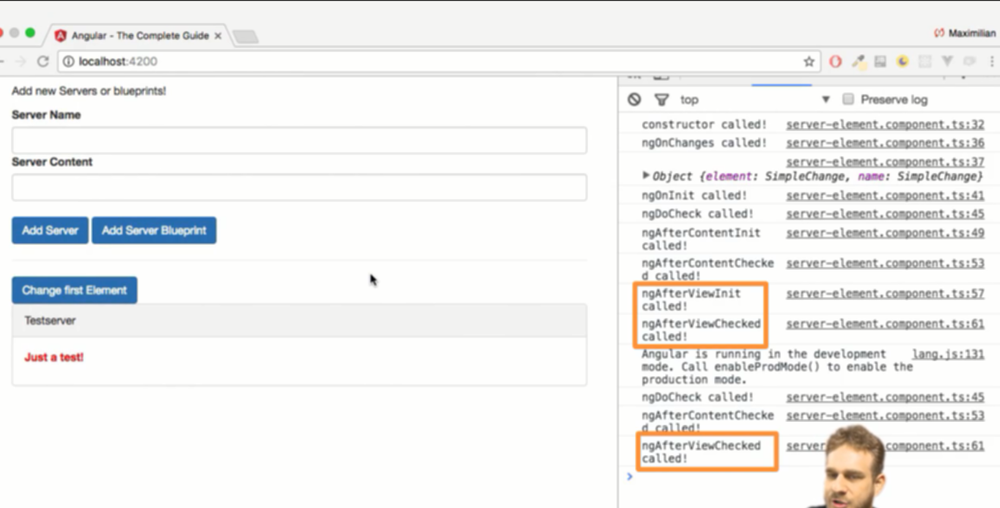 Angular - The Complete Guide
Maximilian
localhost:4200
Add new Servers or blueprints!
Server Name
Server Content
Add Server
Add Server Blueprint
Change first Element
Testserver
Just a test!
top
Preserve log
constructor called! server-element.component.ts:32
ngOnChanges called! server-element.component.ts:36
server-element.component.ts:37
Object {element: SimpleChange, name: SimpleChange}
ngOnInit called! server-element.component.ts:41
ngDoCheck called! server-element.component.ts:45
ngAfterContentInit server-element.component.ts:49
called!
ngAfterContentChecke server-element.component.ts:53
d called!
ngAfterViewInit server-element.component.ts:57
called!
ngAfterViewChecked server-element.component.ts:61
called!
Angular is running in the development lang.js:131
mode. Call enableProdMode() to enable the
production mode.
ngDoCheck called! server-element.component.ts:45
ngAfterContentChecke server-element.component.ts:53
d called!
ngAfterViewChecked server component.ts:61
called!